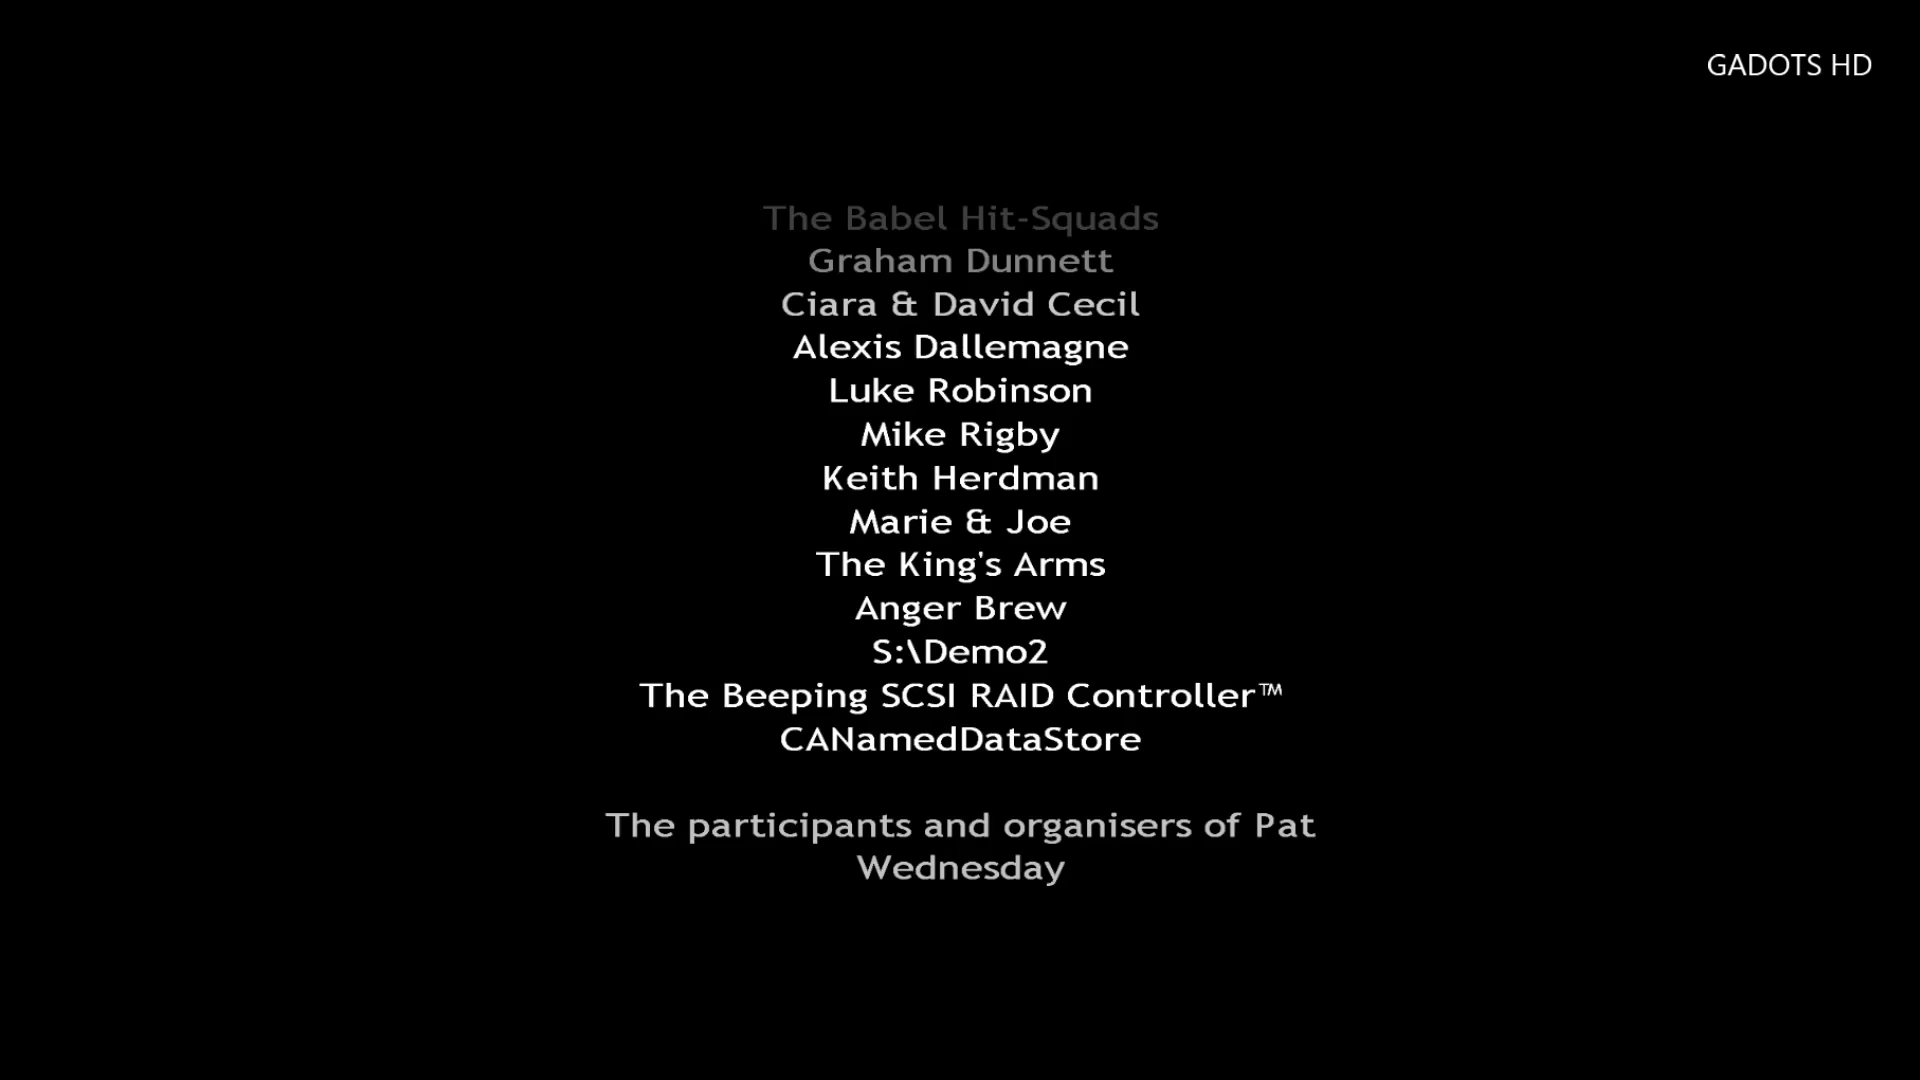 GADOTS HD
The Babel Hit-Squads
Graham Dunnett
Ciara & David Cecil
Alexis Dallemagne
Luke Robinson
Mike Rigby
Keith Herdman
Marie & Joe
The King's Arms
Anger Brew
S:\Demo2
The Beeping SCSI RAID Controller™
CANamedDataStore
The participants and organisers of Pat
Wednesday